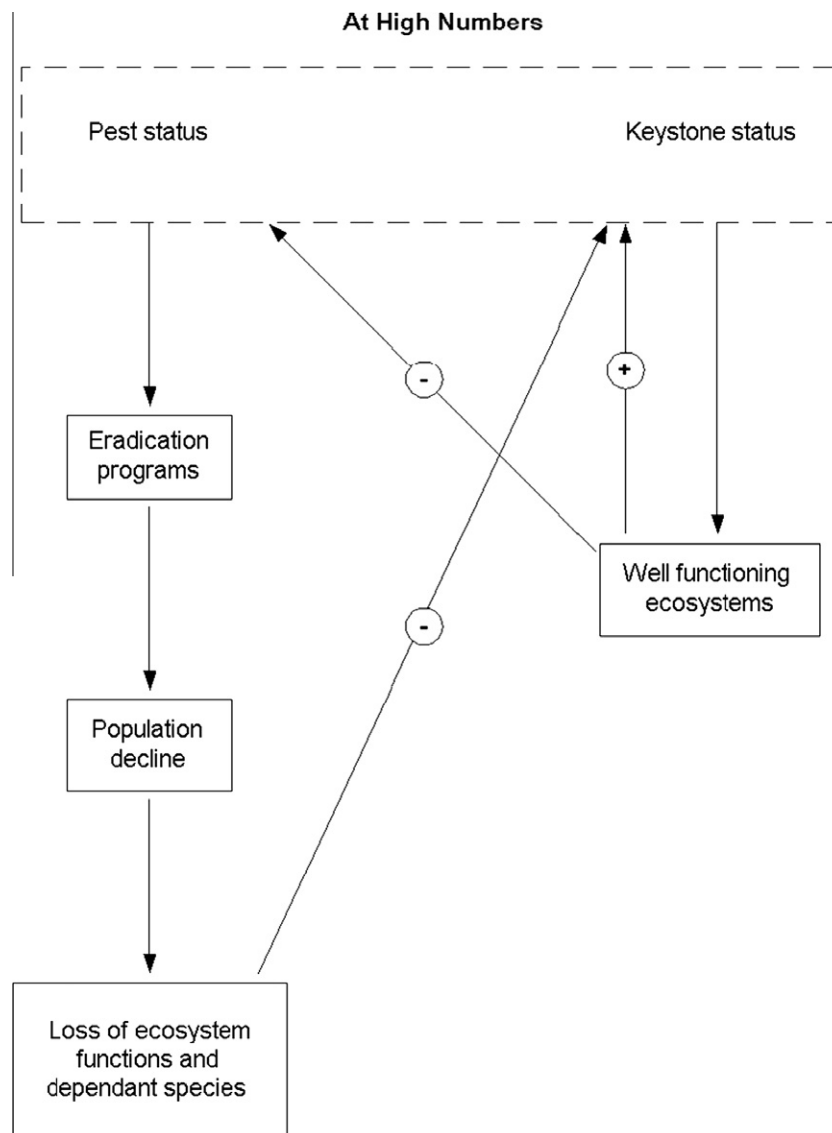 At High Numbers
Pest status
Keystone status
-
+
Eradication
programs
Well functioning
ecosystems
-
Population
decline
Loss of ecosystem
functions and
dependant species